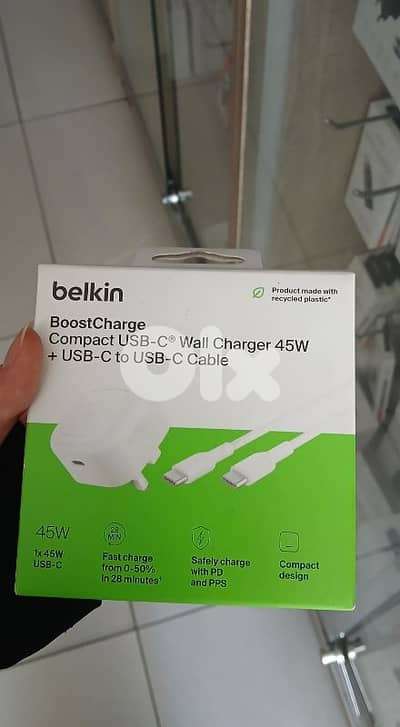 belkin
Product made with
recycled plastic*
BoostCharge
Compact USB-C® Wall Charger 45W
+ USB-C to USB-C Cable
olx
45W
1x 45W
USB-C
28
MIN
Fast charge
from 0-50%
in 28 minutes†
Safely charge
with PD
and PPS
Compact
design